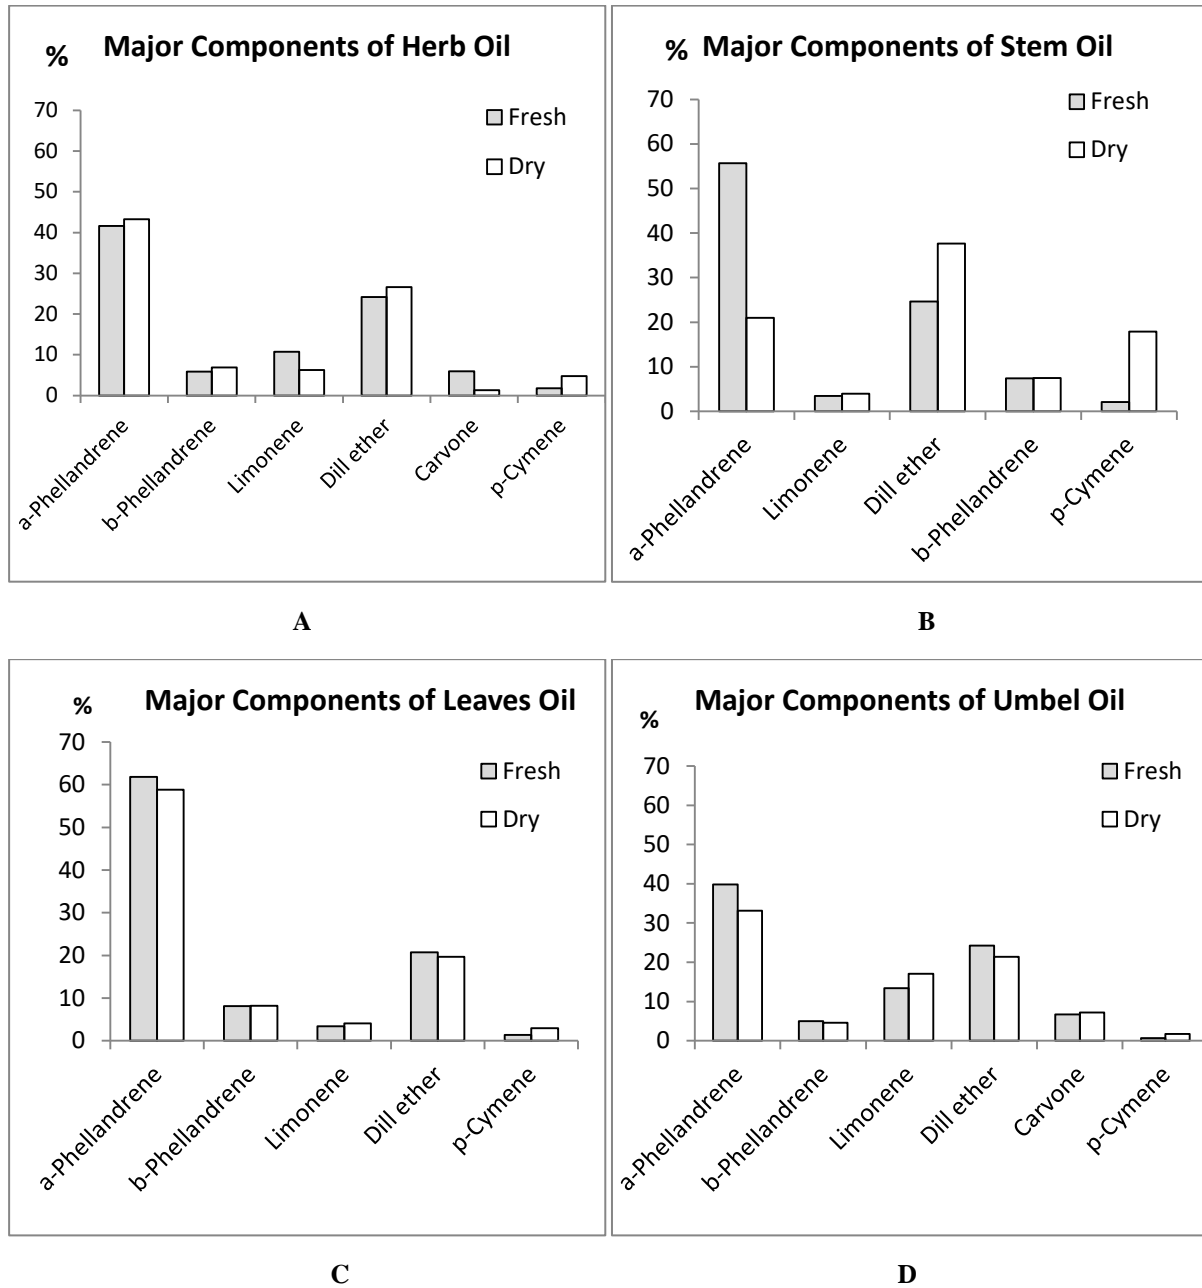 % Major Components of Herb Oil
Fresh
Dry
70
60
50
40
30
20
10
0
a-Phellandrene
b-Phellandrene
Limonene
Dill ether
Carvone
p-Cymene
A
% Major Components of Stem Oil
Fresh
Dry
70
60
50
40
30
20
10
0
a-Phellandrene
Limonene
Dill ether
b-Phellandrene
p-Cymene
B
% Major Components of Leaves Oil
Fresh
Dry
70
60
50
40
30
20
10
0
a-Phellandrene
b-Phellandrene
Limonene
Dill ether
p-Cymene
C
% Major Components of Umbel Oil
Fresh
Dry
70
60
50
40
30
20
10
0
a-Phellandrene
b-Phellandrene
Limonene
Dill ether
Carvone
p-Cymene
D